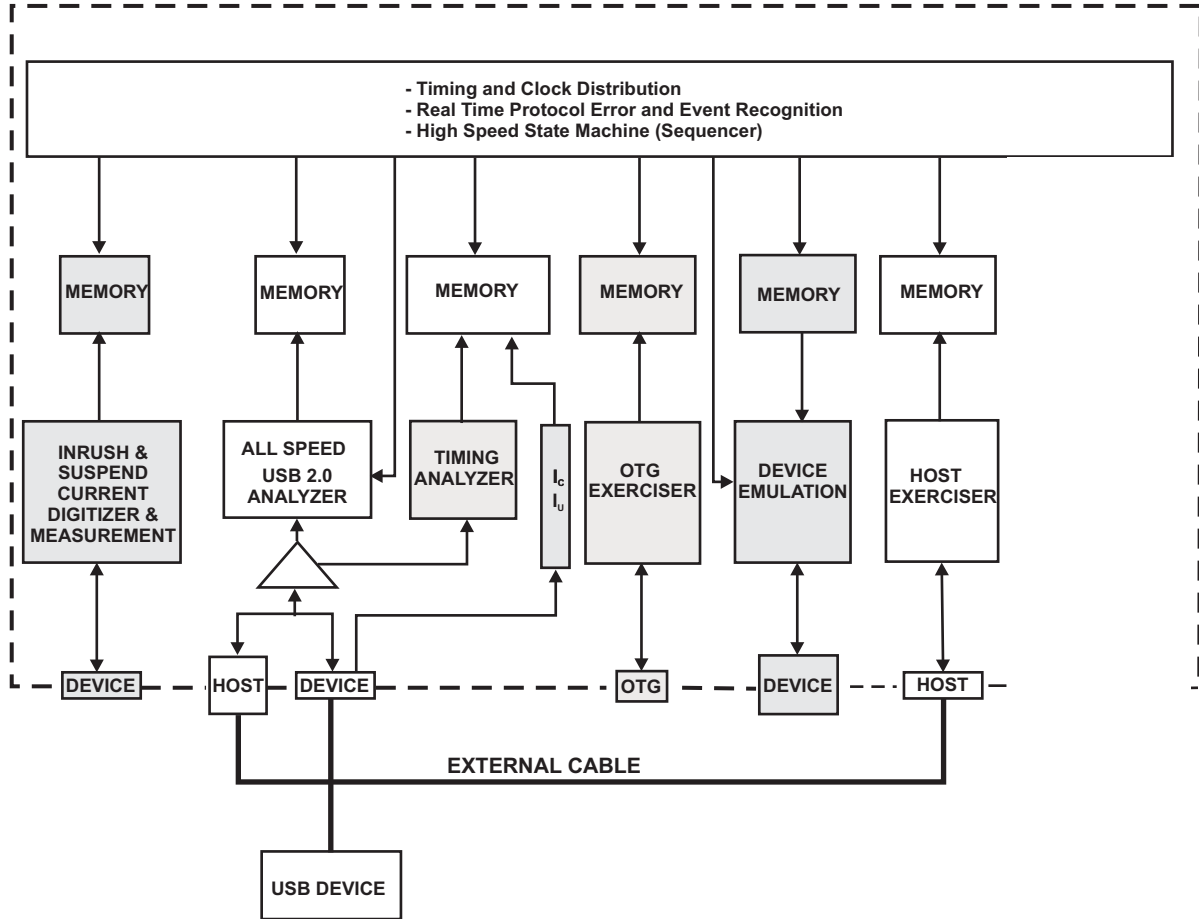 - Timing and Clock Distribution
- Real Time Protocol Error and Event Recognition
- High Speed State Machine (Sequencer)
MEMORY
MEMORY
MEMORY
MEMORY
MEMORY
MEMORY
INRUSH &
SUSPEND
CURRENT
DIGITIZER &
MEASUREMENT
ALL SPEED
USB 2.0
ANALYZER
TIMING
ANALYZER
Ic
IU
OTG
EXERCISER
DEVICE
EMULATION
HOST
EXERCISER
DEVICE
HOST
DEVICE
OTG
DEVICE
HOST
EXTERNAL CABLE
USB DEVICE